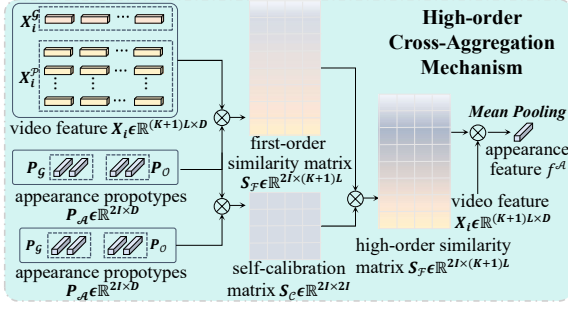 High-order
Cross-Aggregation
Mechanism
X_i^𝒢 ...
X_i^𝒫 ...
video feature X_i ϵ ℝ^{(K+1)L×D}
P_𝒢 P_𝒪
appearance propotypes
P_𝒜 ϵ ℝ^{2I×D}
P_𝒢 P_𝒪
appearance propotypes
P_𝒜 ϵ ℝ^{2I×D}
first-order
similarity matrix
S_ℱ ϵ ℝ^{2I×(K+1)L}
self-calibration
matrix S_𝒞 ϵ ℝ^{2I×2I}
Mean Pooling
appearance
feature f^𝒜
video feature
X_i ϵ ℝ^{(K+1)L×D}
high-order similarity
matrix S_ℱ ϵ ℝ^{2I×(K+1)L}